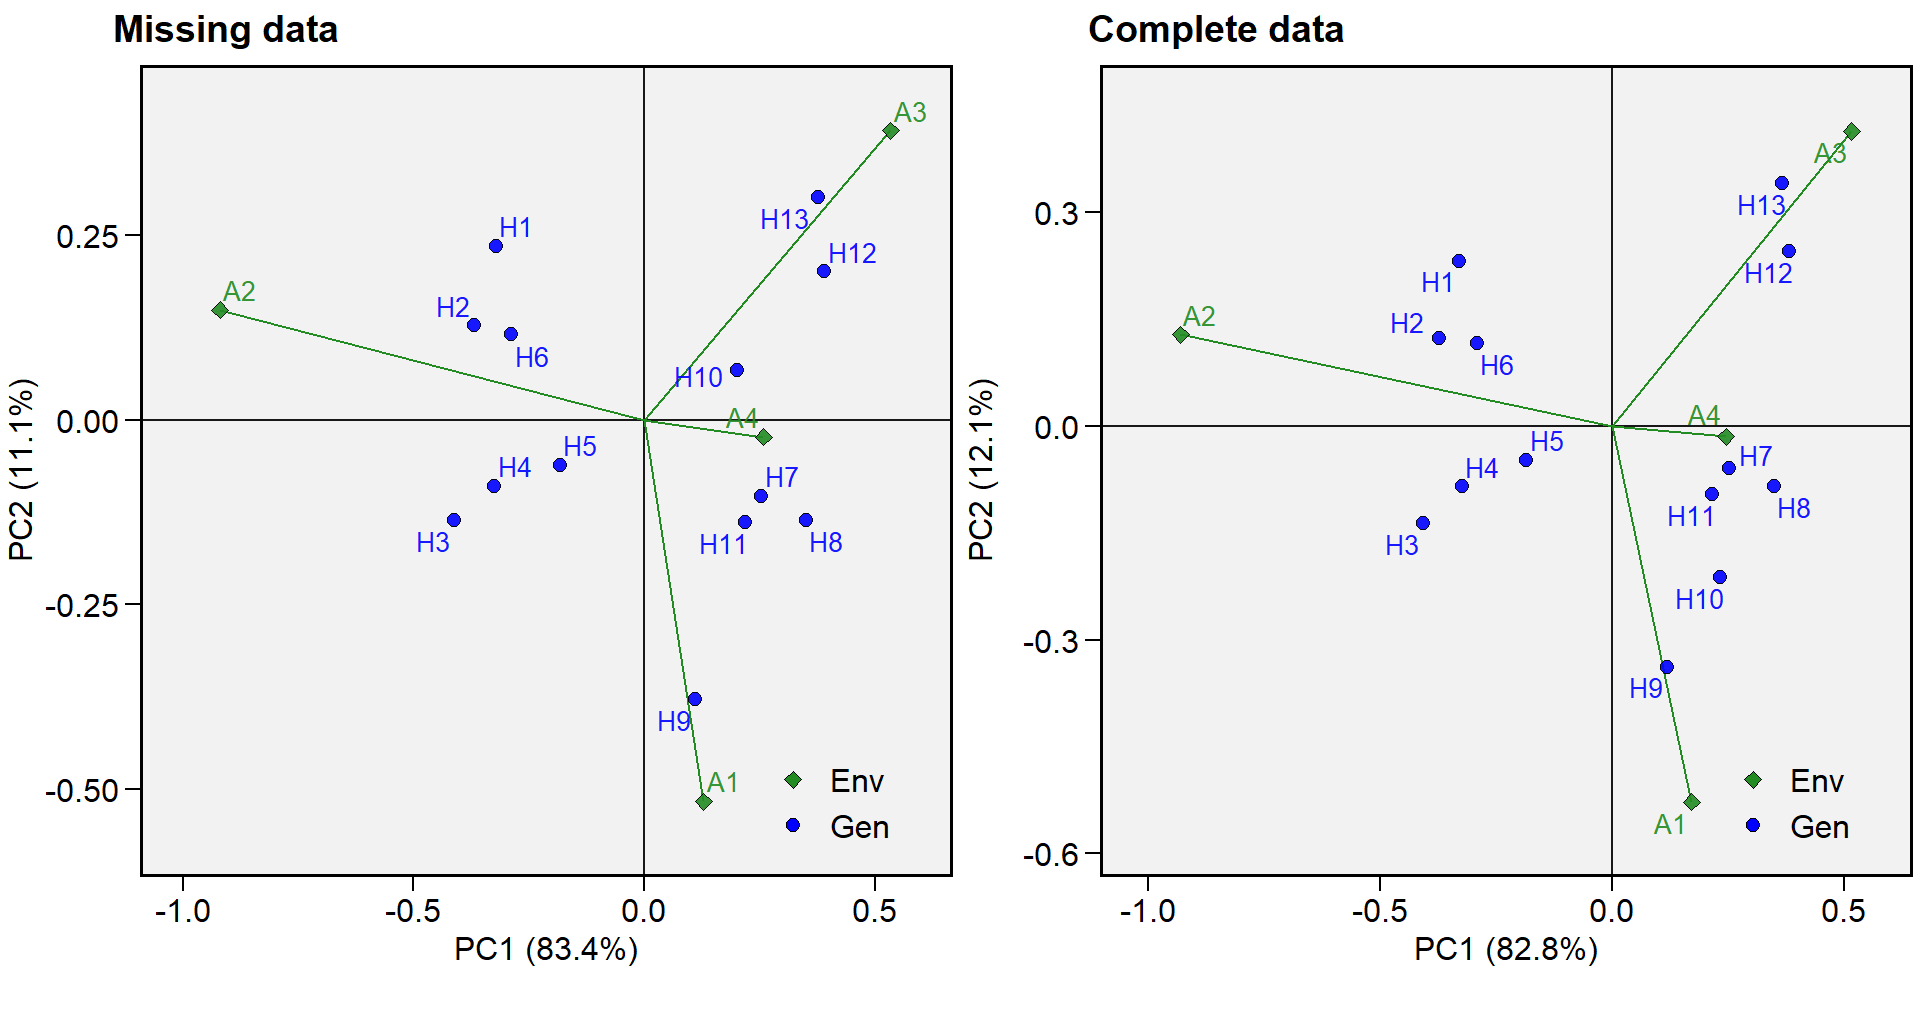 Missing data
A3
H1
H13
H12
A2
H2
H6
H10
A4
H5
H4
H7
H3
H11
H8
H9
A1
Env
Gen
0.25
0.00
-0.25
-0.50
-1.0
-0.5
0.0
0.5
PC1 (83.4%)
PC2 (11.1%)
Complete data
A3
H13
H1
H12
A2
H2
H6
A4
H5
H4
H7
H8
H11
H3
H10
H9
A1
Env
Gen
0.3
0.0
-0.3
-0.6
-1.0
-0.5
0.0
0.5
PC1 (82.8%)
PC2 (12.1%)